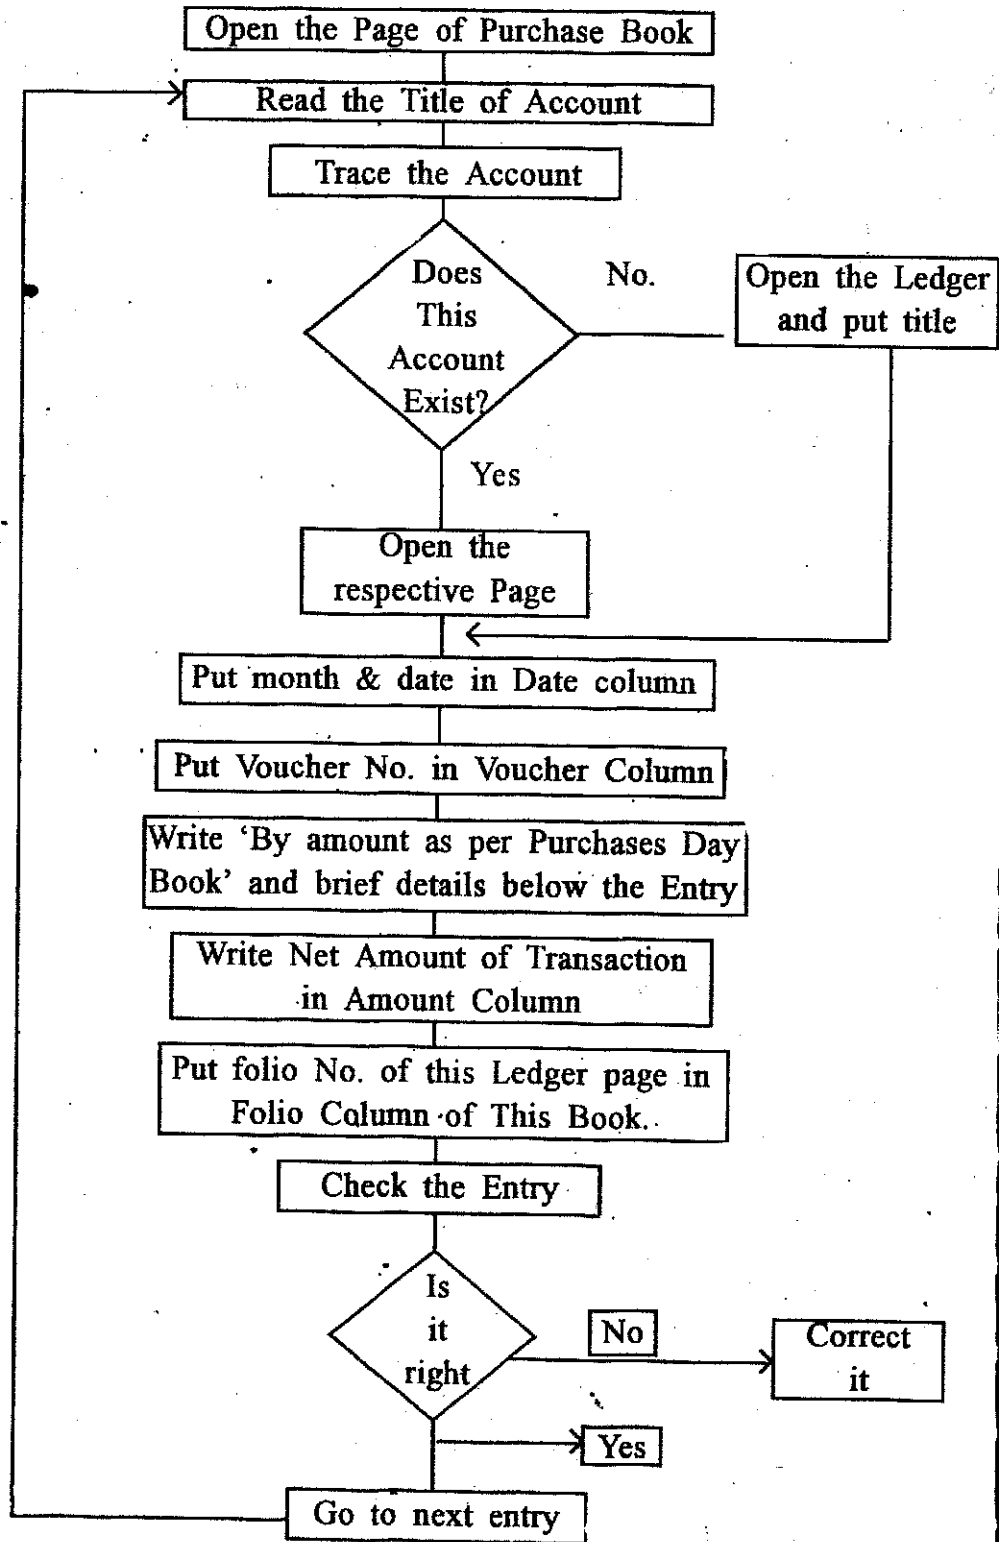 Open the Page of Purchase Book
Read the Title of Account
Trace the Account
Does
This
Account
Exist?
No.
Open the Ledger
and put title
Yes
Open the
respective Page
Put month & date in Date column
Put Voucher No. in Voucher Column
Write ‘By amount as per Purchases Day
Book’ and brief details below the Entry
Write Net Amount of Transaction
in Amount Column
Put folio No. of this Ledger page in
Folio Column of This Book.
Check the Entry
Is
it
right
No
Correct
it
Yes
Go to next entry